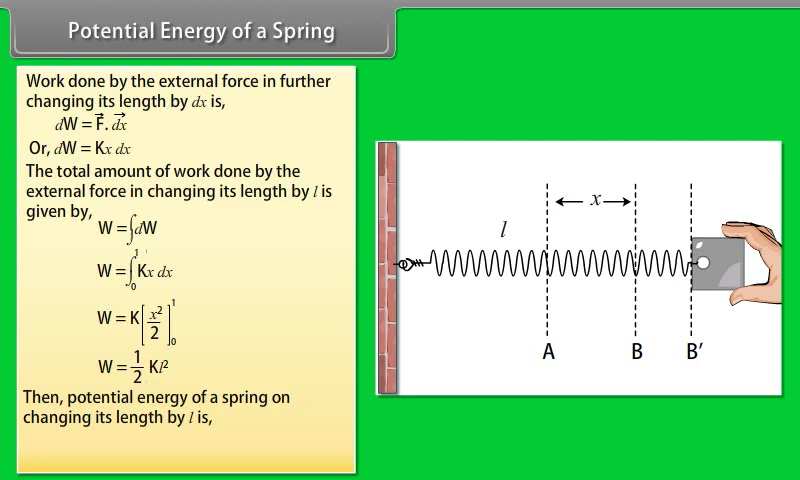 Potential Energy of a Spring
Work done by the external force in further
changing its length by dx is,
dW = F⃗. dx⃗
Or, dW = Kx dx
The total amount of work done by the
external force in changing its length by l is
given by,
W = ∫dW
W = ∫₀¹ Kx dx
W = K[x²/2]₀¹
W = 1/2 Kl²
Then, potential energy of a spring on
changing its length by l is,
x
l
A B B′